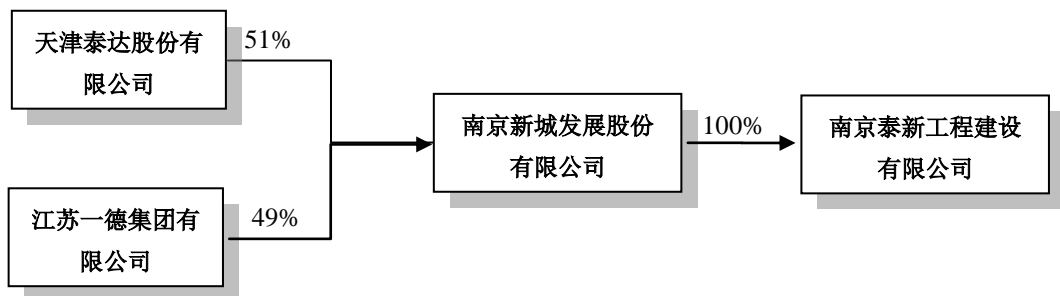 天津泰达股份有
限公司
51%
江苏一德集团有
限公司
49%
南京新城发展股份
有限公司
100%
南京泰新工程建设
有限公司